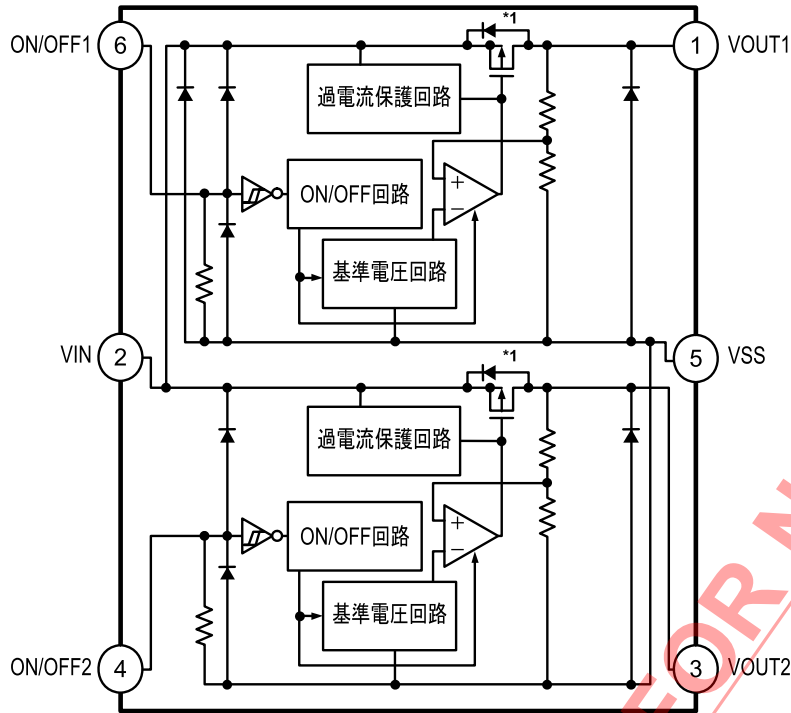 *1
ON/OFF1 6
1 VOUT1
過電流保護回路
+
−
ON/OFF回路
基準電圧回路
VIN 2
5 VSS
*1
過電流保護回路
+
−
ON/OFF回路
基準電圧回路
ON/OFF2 4
3 VOUT2
FOR N